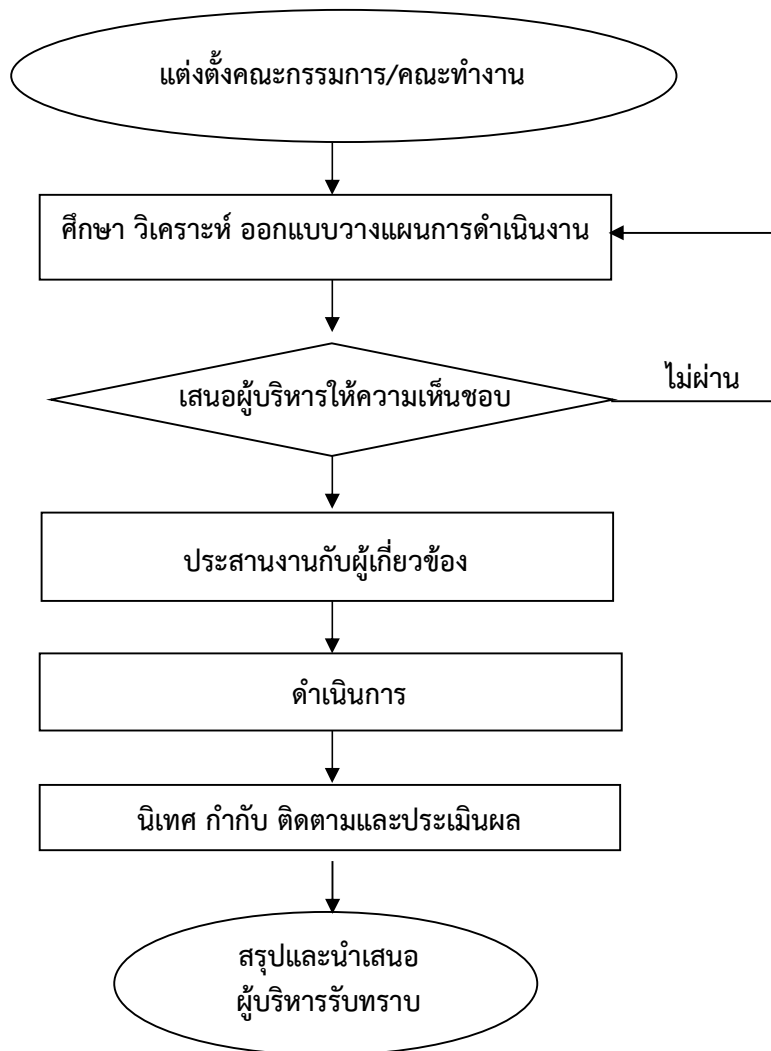 แต่งตั้งคณะกรรมการ/คณะทำงาน
ศึกษา วิเคราะห์ ออกแบบวางแผนการดำเนินงาน
เสนอผู้บริหารให้ความเห็นชอบ
ไม่ผ่าน
ประสานงานกับผู้เกี่ยวข้อง
ดำเนินการ
นิเทศ กำกับ ติดตามและประเมินผล
สรุปและนำเสนอ
ผู้บริหารรับทราบ